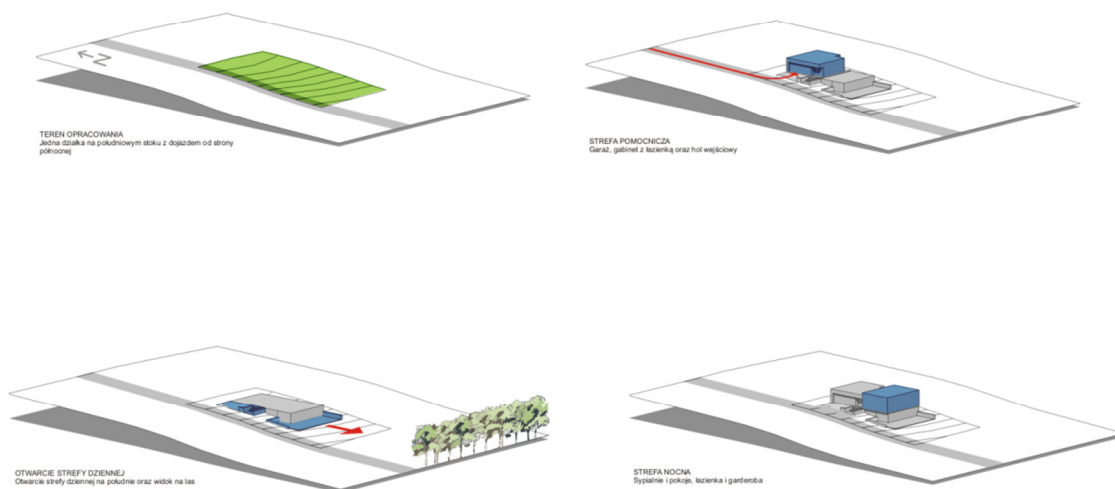 N
TEREN OPRACOWANIA
Jedna działka na południowym stoku z dojazdem od strony
północnej
STREFA POMOCNICZA
Garaż, gabinet z łazienką oraz hol wejściowy
OTWARCIE STREFY DZIENNEJ
Otwarcie strefy dziennej na południe oraz widok na las
STREFA NOCNA
Sypialnie i pokoje, łazienka i garderoba